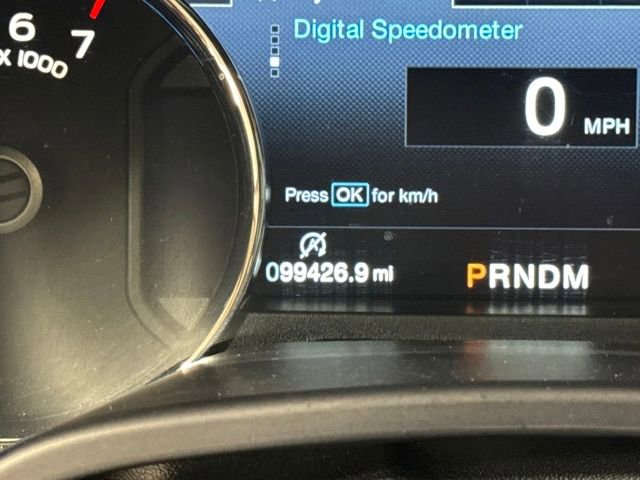 6
7
X 1000
Digital Speedometer
0 MPH
Press OK for km/h
099426.9 mi
PRNDM